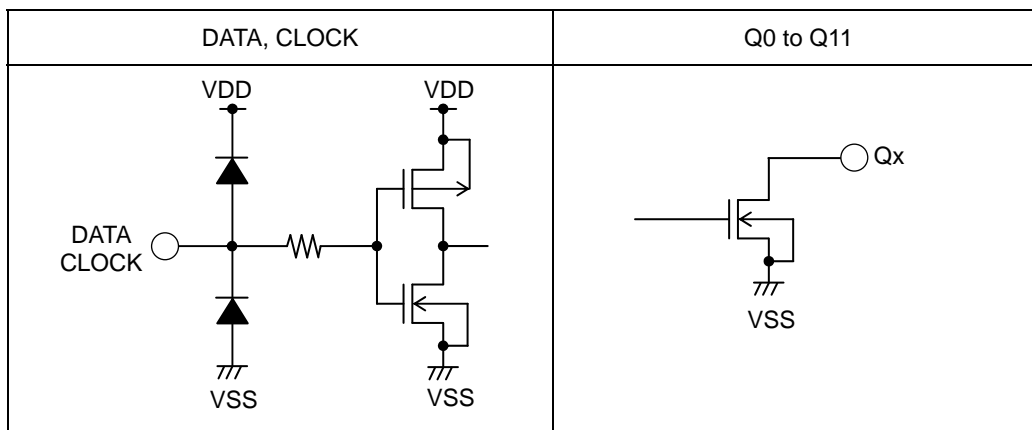 DATA, CLOCK
Q0 to Q11
VDD
VDD
DATA
CLOCK
VSS
VSS
Qx
VSS